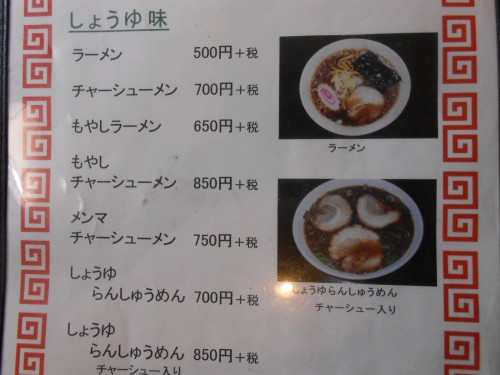 しょうゆ味
ラーメン 500円+税
チャーシューメン 700円+税
もやしラーメン 650円+税
もやし
チャーシューメン 850円+税
メンマ
チャーシューメン 750円+税
しょうゆ
らんしゅうめん 700円+税
しょうゆ
らんしゅうめん 850円+税
チャーシュー入り
ラーメン
しょうゆらんしゅうめん
チャーシュー入り